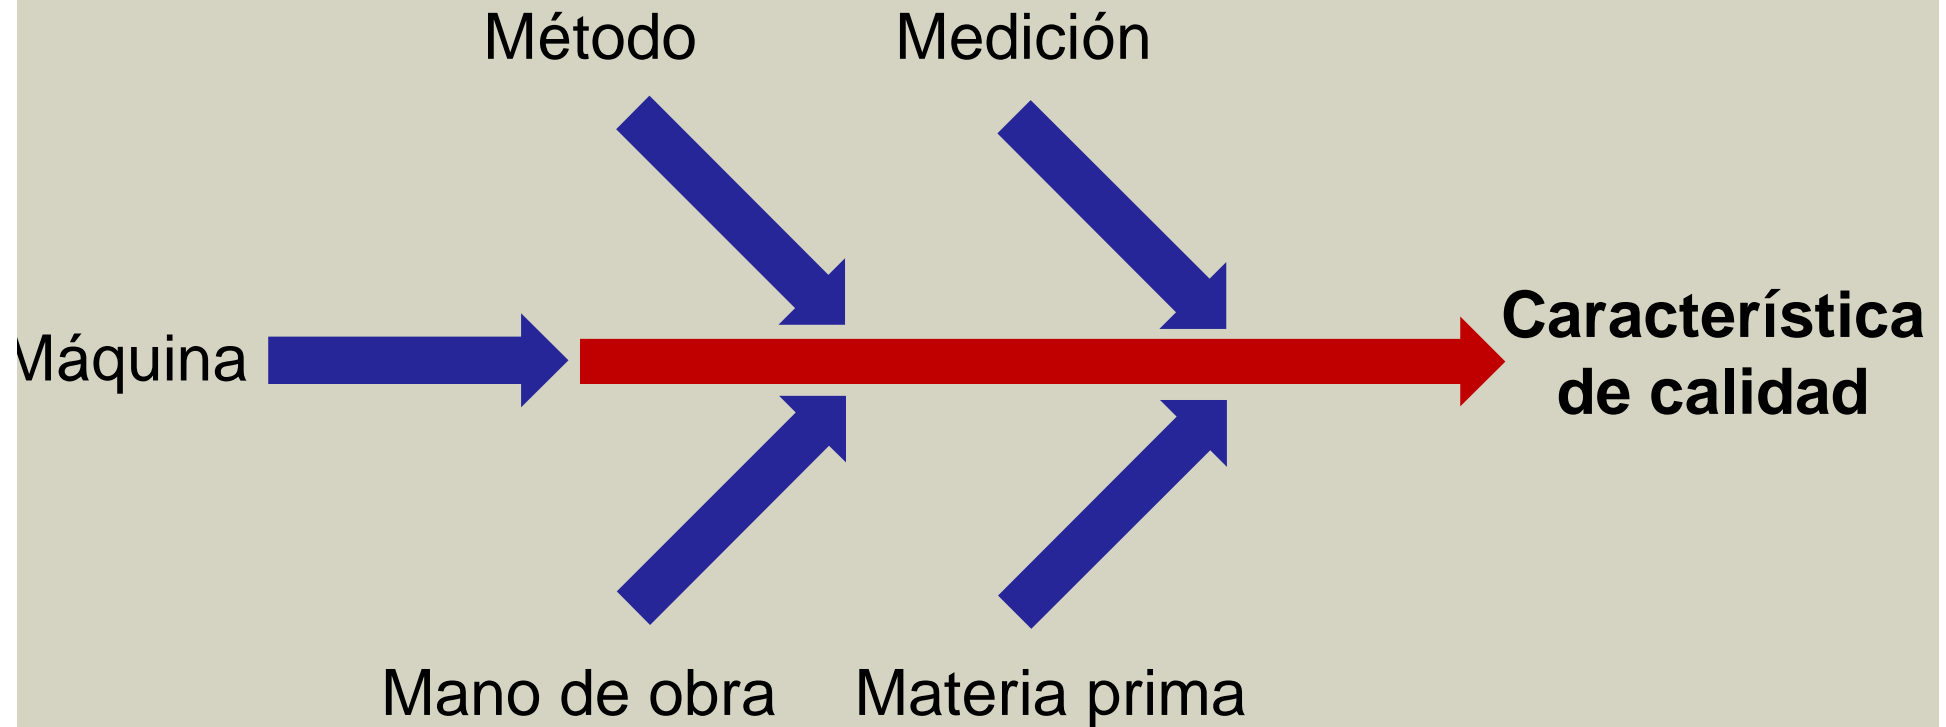 Método
Medición
Máquina
Característica
de calidad
Mano de obra
Materia prima